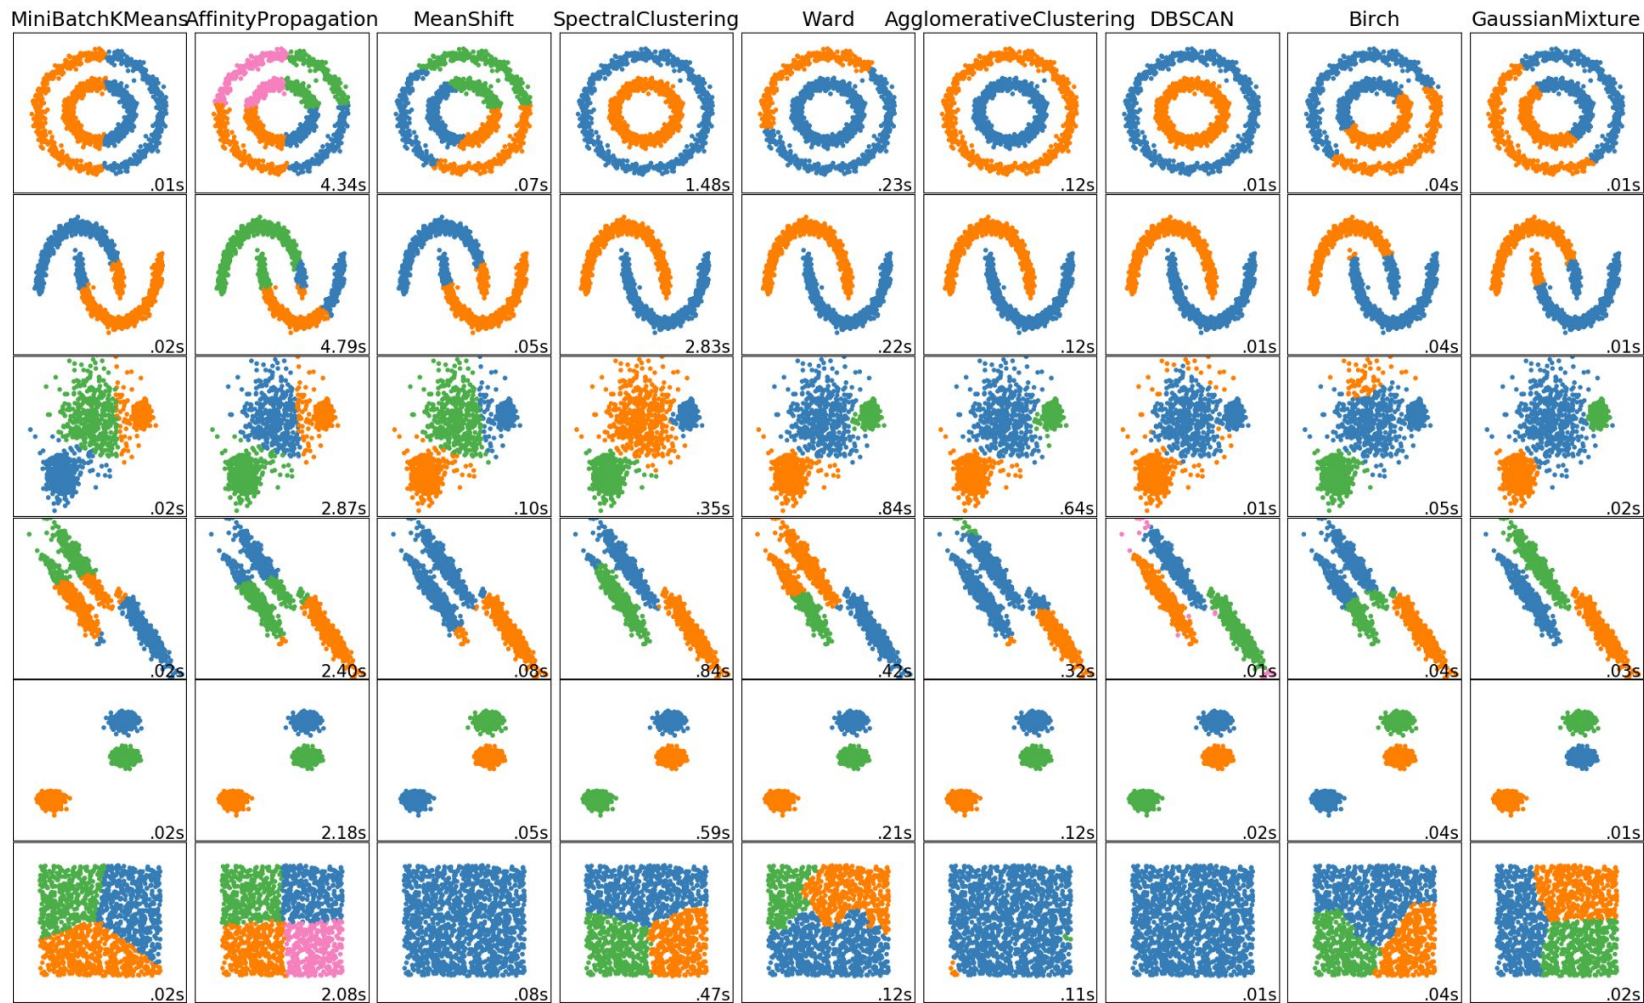 MiniBatchKMeans AffinityPropagation MeanShift SpectralClustering Ward AgglomerativeClustering DBSCAN Birch GaussianMixture
.01s 4.34s .07s 1.48s .23s .12s .01s .04s .01s
.02s 4.79s .05s 2.83s .22s .12s .01s .04s .01s
.02s 2.87s .10s .35s .84s .64s .01s .05s .02s
.02s 2.40s .08s .84s .42s .32s .01s .04s .03s
.02s 2.18s .05s .59s .21s .12s .02s .04s .01s
.02s 2.08s .08s .47s .12s .11s .01s .04s .02s